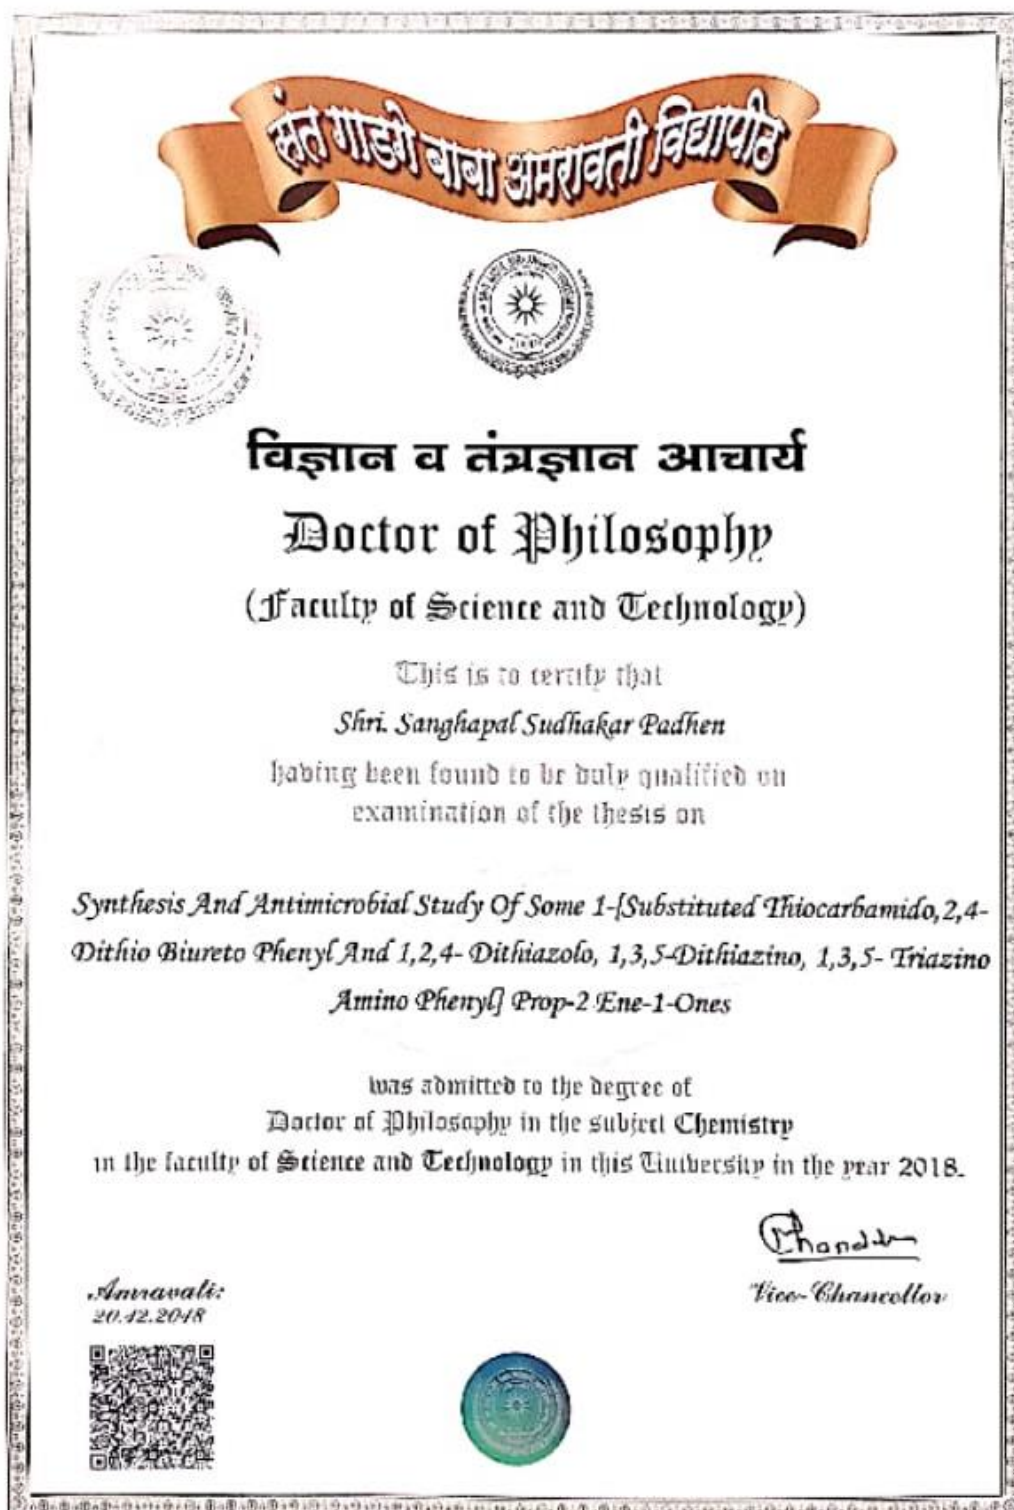 संत गाडगे बाबा अमरावती विद्यापीठ
विज्ञान व तंत्रज्ञान आचार्य
Doctor of Philosophy
(Faculty of Science and Technology)
This is to certify that
Shri. Sanghapal Sudhakar Padhen
having been found to be duly qualified on
examination of the thesis on
Synthesis And Antimicrobial Study Of Some 1-[Substituted Thiocarbamido,2,4-
Dithio Biureto Phenyl And 1,2,4- Dithiazolo, 1,3,5-Dithiazino, 1,3,5- Triazino
Amino Phenyl] Prop-2 Ene-1-Ones
was admitted to the degree of
Doctor of Philosophy in the subject Chemistry
in the faculty of Science and Technology in this University in the year 2018.
Vice-Chancellor
Amravati:
20.12.2018